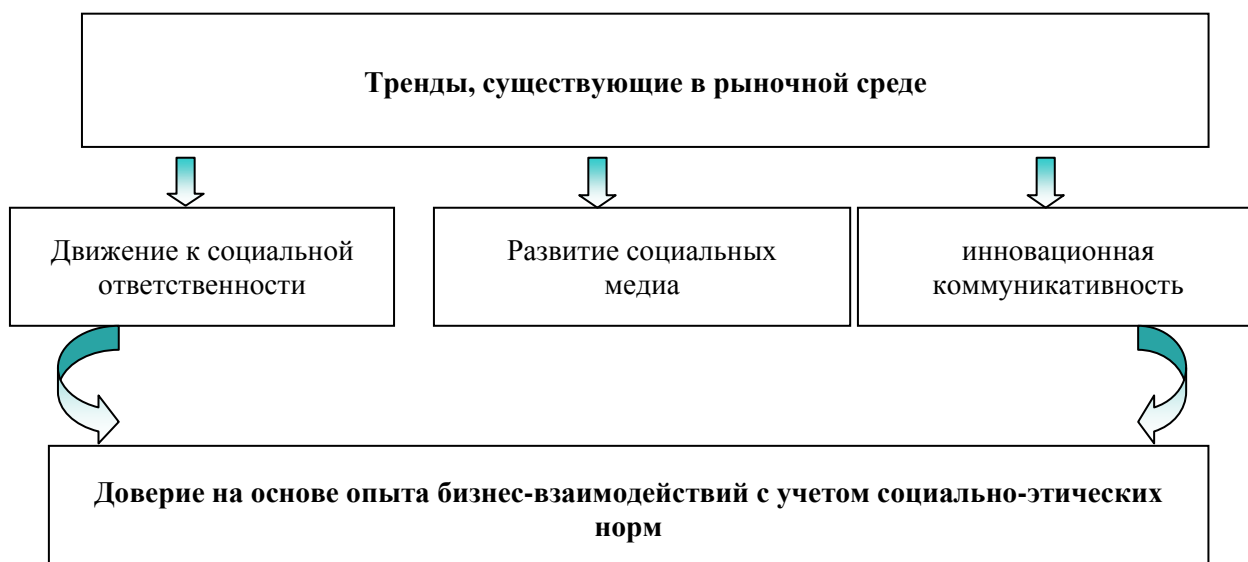 Тренды, существующие в рыночной среде
Движение к социальной
ответственности
Развитие социальных
медиа
инновационная
коммуникативность
Доверие на основе опыта бизнес-взаимодействий с учетом социально-этических
норм